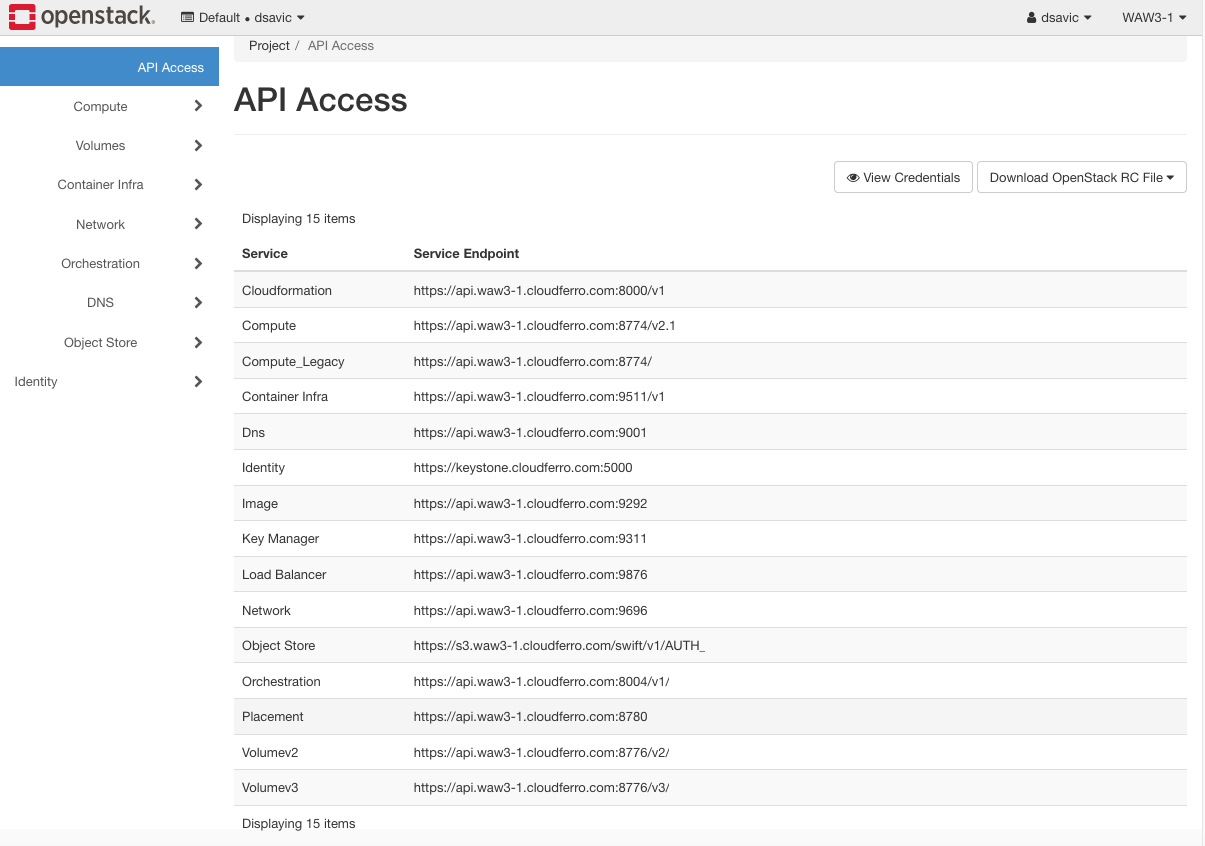 openstack. Default • dsavic dsavic WAW3-1
Project / API Access
API Access
Compute
Volumes
Container Infra
Network
Orchestration
DNS
Object Store
Identity
API Access
View Credentials Download OpenStack RC File
Displaying 15 items
Service Service Endpoint
Cloudformation https://api.waw3-1.cloudferro.com:8000/v1
Compute https://api.waw3-1.cloudferro.com:8774/v2.1
Compute_Legacy https://api.waw3-1.cloudferro.com:8774/
Container Infra https://api.waw3-1.cloudferro.com:9511/v1
Dns https://api.waw3-1.cloudferro.com:9001
Identity https://keystone.cloudferro.com:5000
Image https://api.waw3-1.cloudferro.com:9292
Key Manager https://api.waw3-1.cloudferro.com:9311
Load Balancer https://api.waw3-1.cloudferro.com:9876
Network https://api.waw3-1.cloudferro.com:9696
Object Store https://s3.waw3-1.cloudferro.com/swift/v1/AUTH_
Orchestration https://api.waw3-1.cloudferro.com:8004/v1/
Placement https://api.waw3-1.cloudferro.com:8780
Volumev2 https://api.waw3-1.cloudferro.com:8776/v2/
Volumev3 https://api.waw3-1.cloudferro.com:8776/v3/
Displaying 15 items